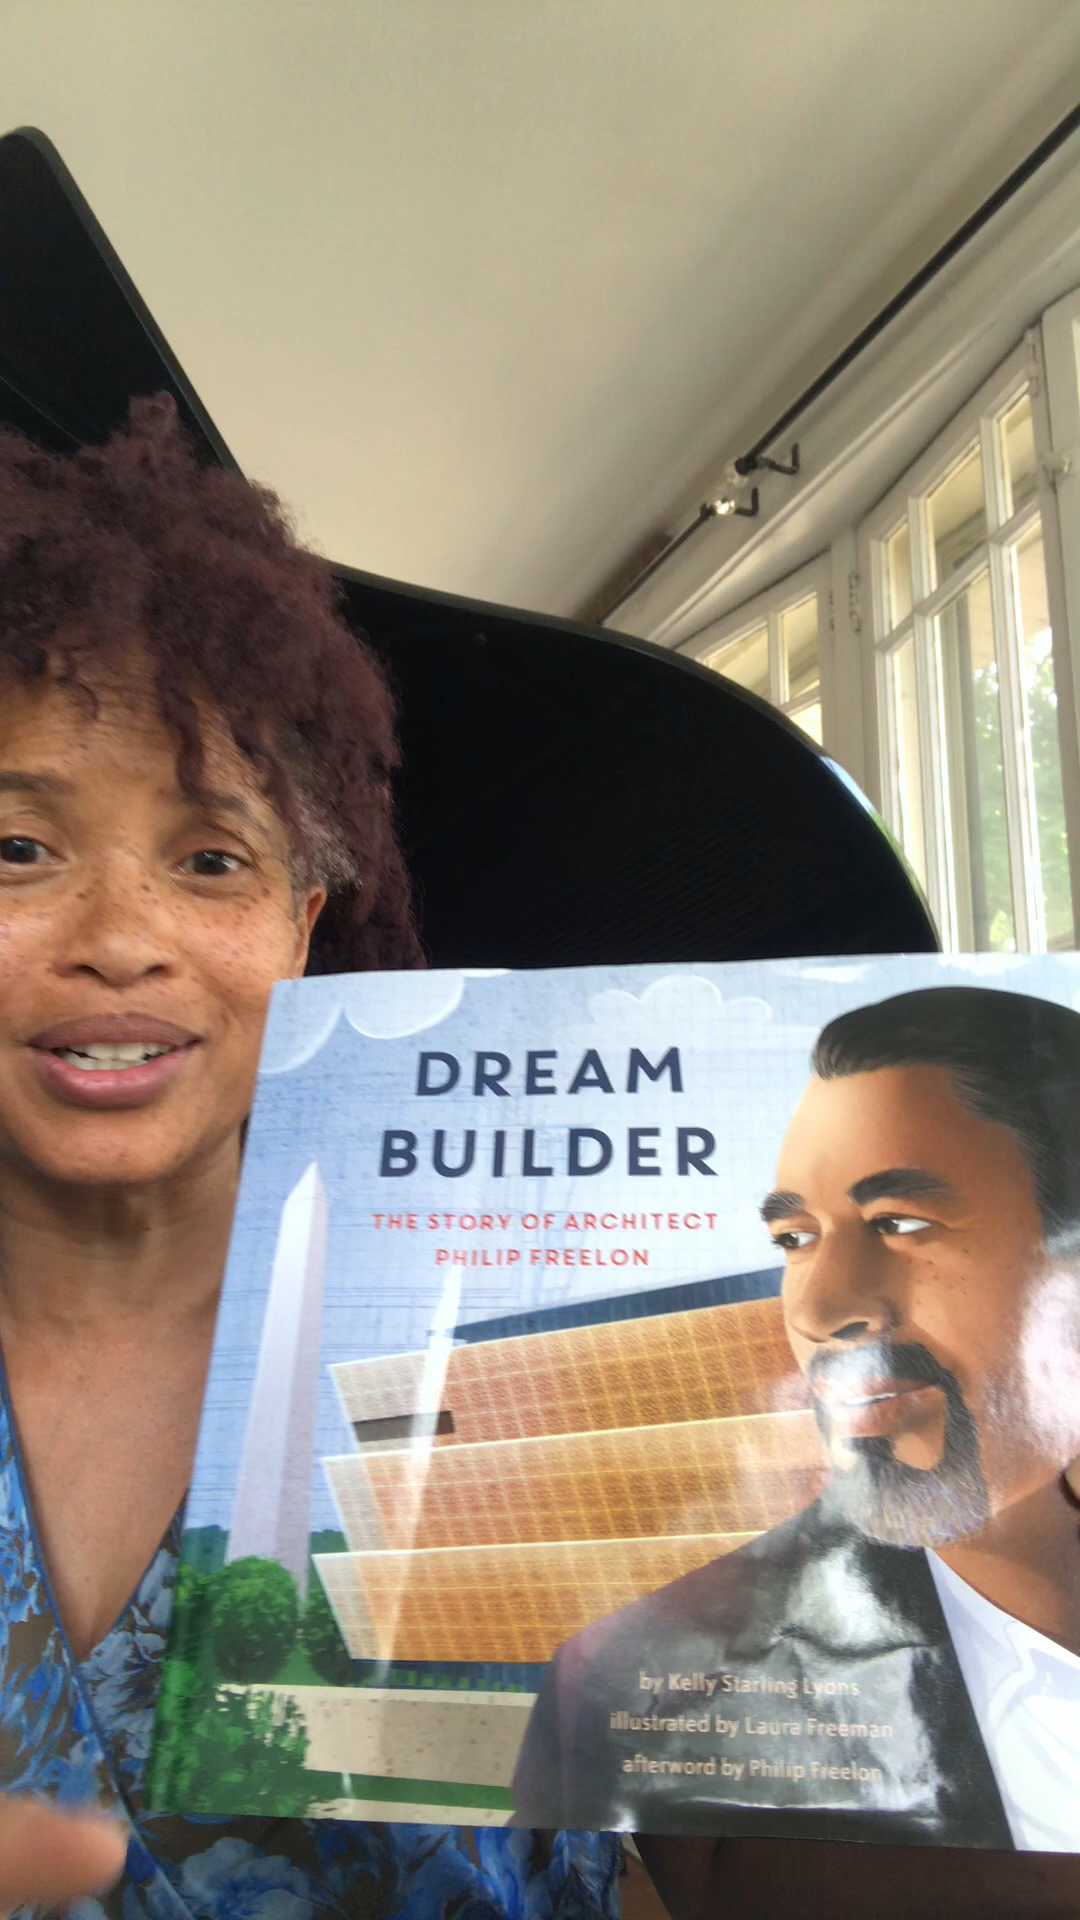 DREAM
BUILDER
THE STORY OF ARCHITECT
PHILIP FREELON
by Kelly Starling Lyons
illustrated by Laura Freeman
afterword by Philip Freelon